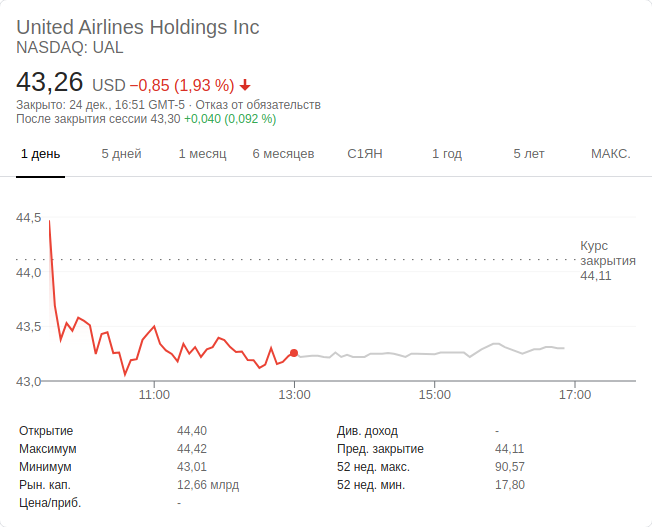 United Airlines Holdings Inc
NASDAQ: UAL
43,26 USD −0,85 (1,93 %)
Закрыто: 24 дек., 16:51 GMT-5 · Отказ от обязательств
После закрытия сессии 43,30 +0,040 (0,092 %)
1 день 5 дней 1 месяц 6 месяцев С1ЯН 1 год 5 лет МАКС.
44,5
Курс
закрытия
44,11
44,0
43,5
43,0
11:00 13:00 15:00 17:00
Открытие 44,40 Див. доход -
Максимум 44,42 Пред. закрытие 44,11
Минимум 43,01 52 нед. макс. 90,57
Рын. кап. 12,66 млрд 52 нед. мин. 17,80
Цена/приб. -